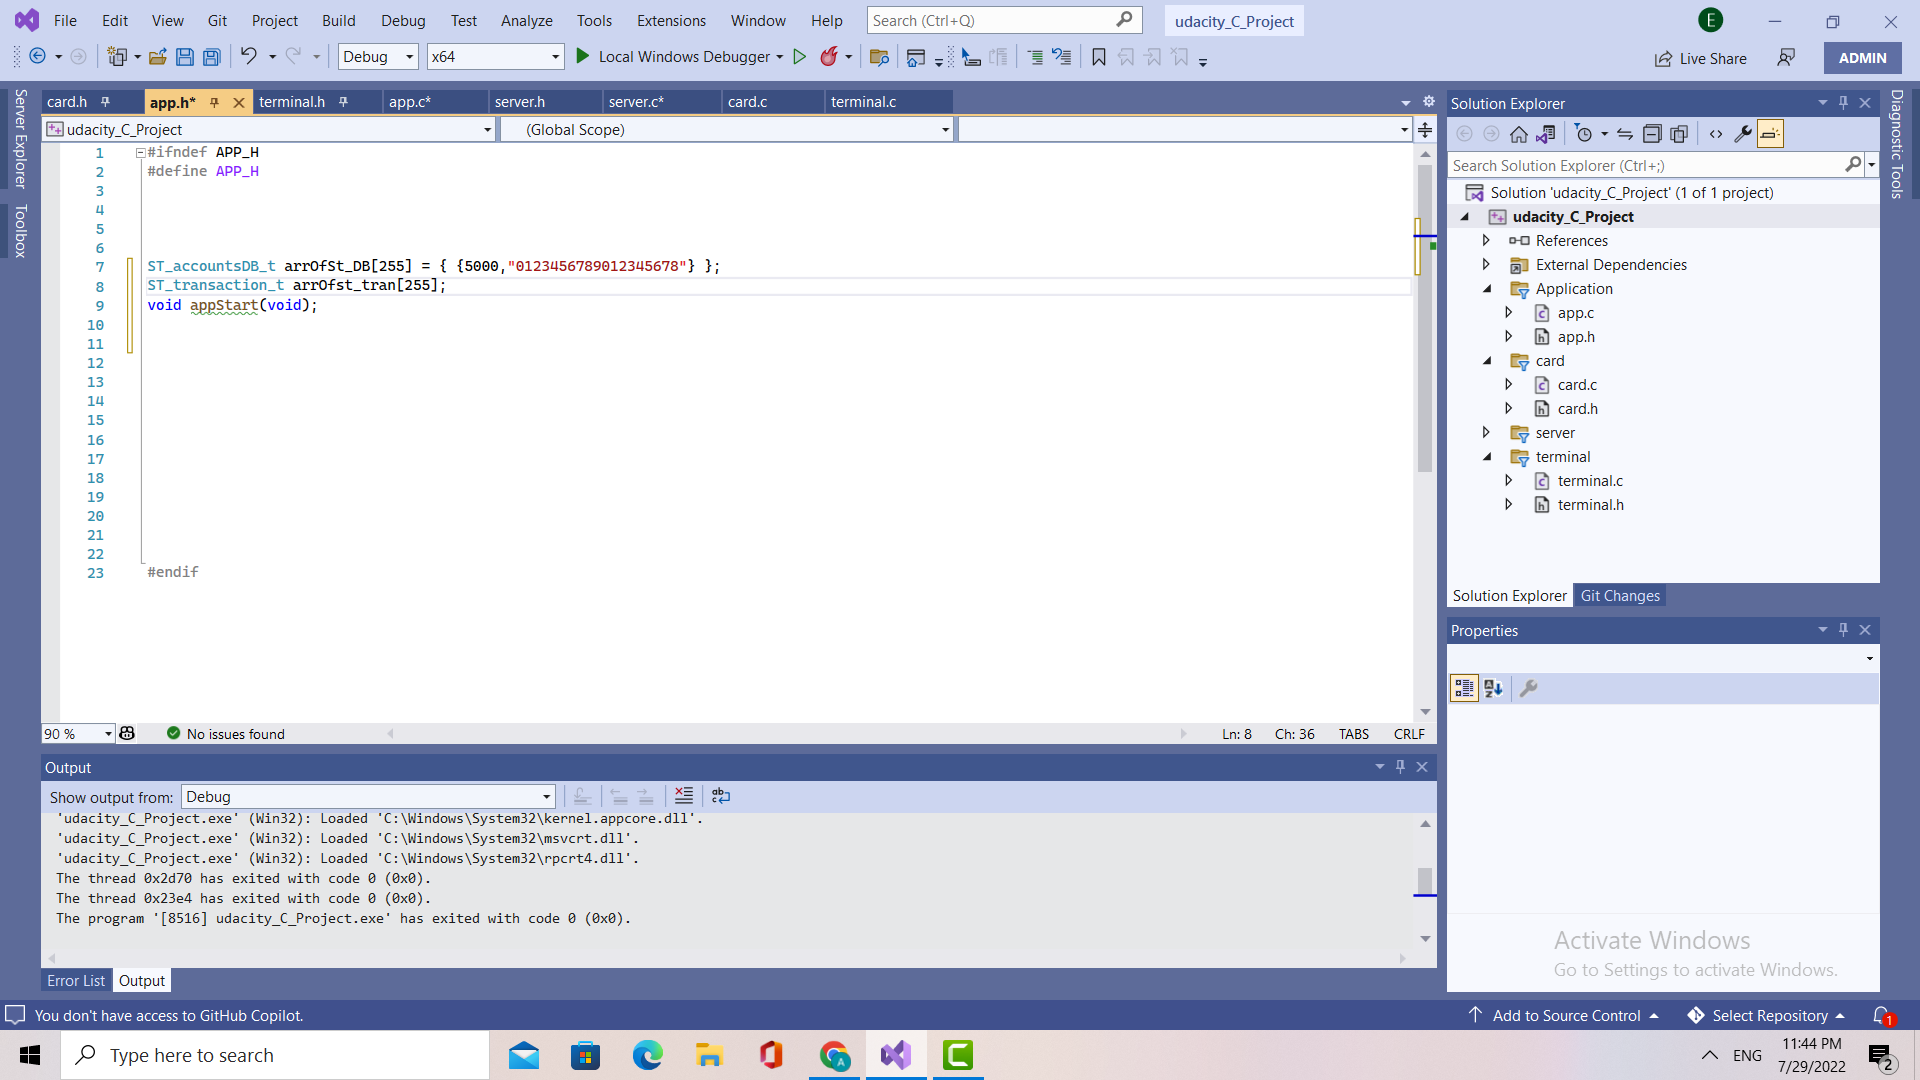 File Edit View Git Project Build Debug Test Analyze Tools Extensions Window Help Search (Ctrl+Q) udacity_C_Project E
Debug x64 Local Windows Debugger Live Share ADMIN
Server Explorer
Toolbox
card.h app.h* terminal.h app.c* server.h server.c* card.c terminal.c
udacity_C_Project (Global Scope)
1 #ifndef APP_H
2 #define APP_H
3
4
5
6
7 ST_accountsDB_t arrOfSt_DB[255] = { {5000,"0123456789012345678"} };
8 ST_transaction_t arrOfst_tran[255];
9 void appStart(void);
10
11
12
13
14
15
16
17
18
19
20
21
22
23 #endif
90 % No issues found Ln: 8 Ch: 36 TABS CRLF
Output
Show output from: Debug
'udacity_C_Project.exe' (Win32): Loaded 'C:\Windows\System32\kernel.appcore.dll'.
'udacity_C_Project.exe' (Win32): Loaded 'C:\Windows\System32\msvcrt.dll'.
'udacity_C_Project.exe' (Win32): Loaded 'C:\Windows\System32\rpcrt4.dll'.
The thread 0x2d70 has exited with code 0 (0x0).
The thread 0x23e4 has exited with code 0 (0x0).
The program '[8516] udacity_C_Project.exe' has exited with code 0 (0x0).
Error List Output
Solution Explorer
Search Solution Explorer (Ctrl+;)
Solution 'udacity_C_Project' (1 of 1 project)
udacity_C_Project
References
External Dependencies
Application
app.c
app.h
card
card.c
card.h
server
terminal
terminal.c
terminal.h
Solution Explorer Git Changes
Properties
Activate Windows
Go to Settings to activate Windows.
Diagnostic Tools
You don't have access to GitHub Copilot. Add to Source Control Select Repository 1
Type here to search A ENG 11:44 PM
7/29/2022 2